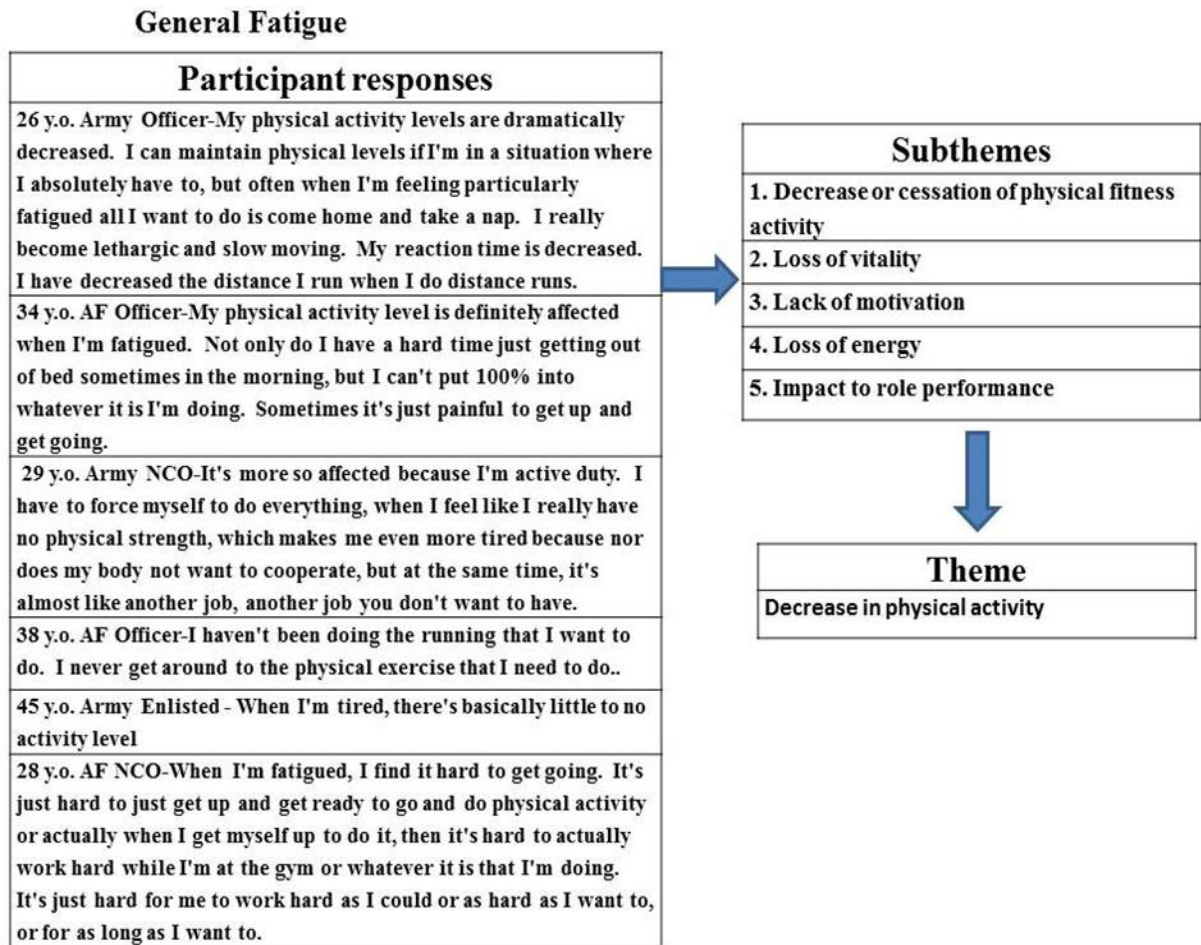 General Fatigue
Participant responses
26 y.o. Army Officer-My physical activity levels are dramatically
decreased. I can maintain physical levels if I'm in a situation where
I absolutely have to, but often when I'm feeling particularly
fatigued all I want to do is come home and take a nap. I really
become lethargic and slow moving. My reaction time is decreased.
I have decreased the distance I run when I do distance runs.
34 y.o. AF Officer-My physical activity level is definitely affected
when I'm fatigued. Not only do I have a hard time just getting out
of bed sometimes in the morning, but I can't put 100% into
whatever it is I'm doing. Sometimes it's just painful to get up and
get going.
29 y.o. Army NCO-It's more so affected because I'm active duty. I
have to force myself to do everything, when I feel like I really have
no physical strength, which makes me even more tired because nor
does my body not want to cooperate, but at the same time, it's
almost like another job, another job you don't want to have.
38 y.o. AF Officer-I haven't been doing the running that I want to
do. I never get around to the physical exercise that I need to do..
45 y.o. Army Enlisted - When I'm tired, there's basically little to no
activity level
28 y.o. AF NCO-When I'm fatigued, I find it hard to get going. It's
just hard to just get up and get ready to go and do physical activity
or actually when I get myself up to do it, then it's hard to actually
work hard while I'm at the gym or whatever it is that I'm doing.
It's just hard for me to work hard as I could or as hard as I want to,
or for as long as I want to.
Subthemes
1. Decrease or cessation of physical fitness
activity
2. Loss of vitality
3. Lack of motivation
4. Loss of energy
5. Impact to role performance
Theme
Decrease in physical activity